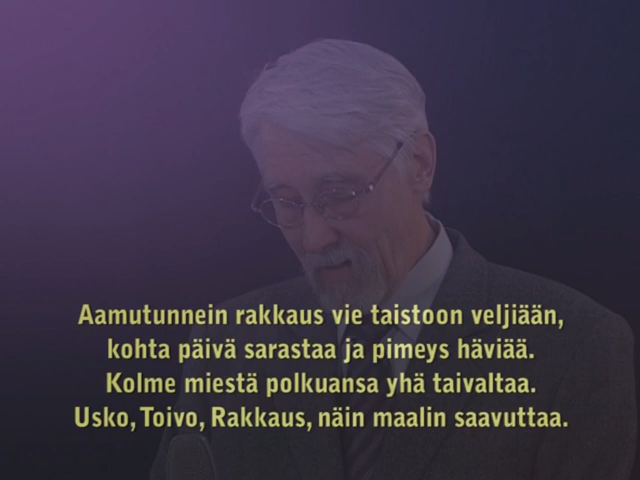 Aamutunnein rakkaus vie taistoon veljiään,
kohta päivä sarastaa ja pimeys häviää.
Kolme miestä polkuansa yhä taivaltaa.
Usko, Toivo, Rakkaus, näin maalin saavuttaa.